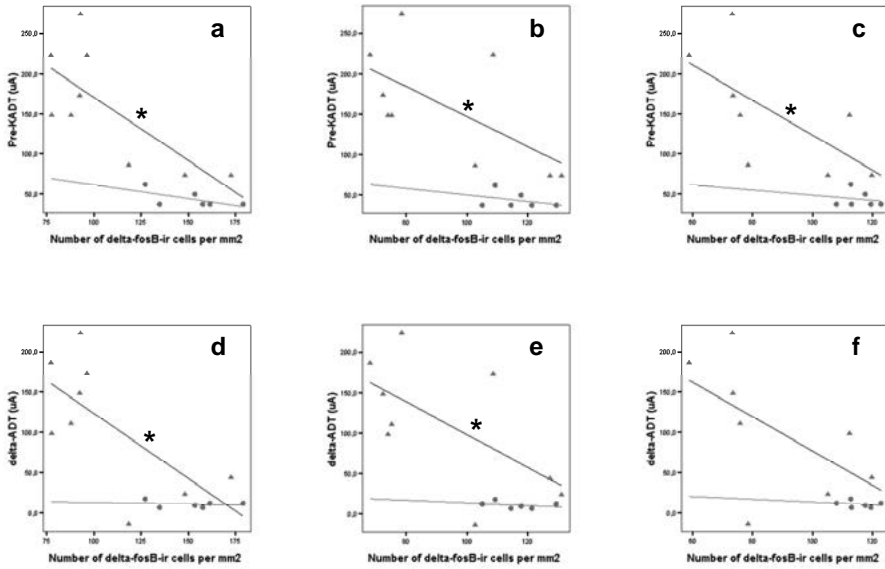 a
b
c
250,0
200,0
150,0
100,0
50,0
Pre-KADT (uA)
250,0
200,0
150,0
100,0
50,0
Pre-KADT (uA)
250,0
200,0
150,0
100,0
50,0
Pre-KADT (uA)
*
*
*
75 100 125 150 175
80 100 120
60 80 100 120
Number of delta-fosB-ir cells per mm2
Number of delta-fosB-ir cells per mm2
Number of delta-fosB-ir cells per mm2
d
e
f
200,0
150,0
100,0
50,0
0,0
delta-ADT (uA)
200,0
150,0
100,0
50,0
0,0
delta-ADT (uA)
200,0
150,0
100,0
50,0
0,0
delta-ADT (uA)
*
*
75 100 125 150 175
80 100 120
60 80 100 120
Number of delta-fosB-ir cells per mm2
Number of delta-fosB-ir cells per mm2
Number of delta-fosB-ir cells per mm2